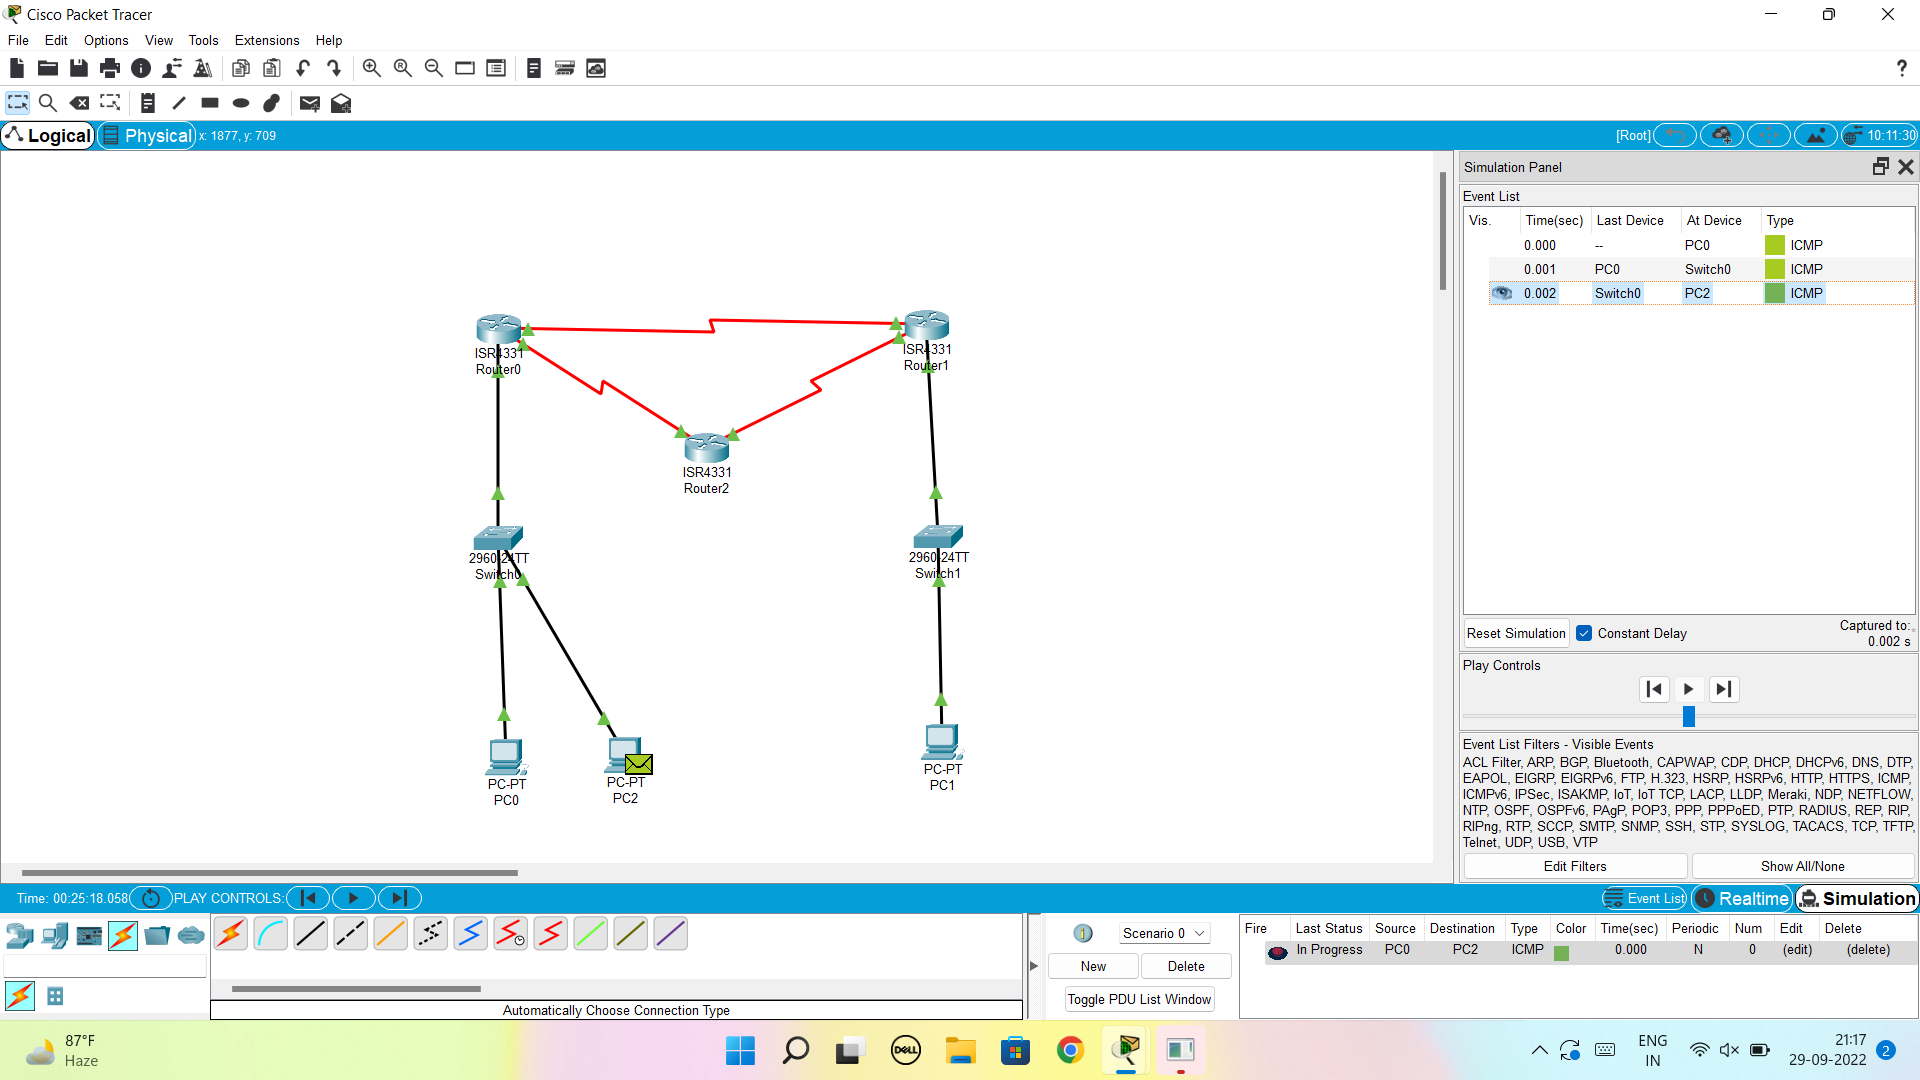 Cisco Packet Tracer
File Edit Options View Tools Extensions Help
?
Logical Physical x: 1877, y: 709 [Root] 10:11:30
Simulation Panel
Event List
Vis. Time(sec) Last Device At Device Type
0.000 -- PC0 ICMP
0.001 PC0 Switch0 ICMP
0.002 Switch0 PC2 ICMP
ISR4331
Router0
ISR4331
Router1
ISR4331
Router2
2960-24TT
Switch0
2960-24TT
Switch1
PC-PT
PC0
PC-PT
PC2
PC-PT
PC1
Reset Simulation Constant Delay Captured to:
0.002 s
Play Controls
Event List Filters - Visible Events
ACL Filter, ARP, BGP, Bluetooth, CAPWAP, CDP, DHCP, DHCPv6, DNS, DTP,
EAPOL, EIGRP, EIGRPv6, FTP, H.323, HSRP, HSRPv6, HTTP, HTTPS, ICMP,
ICMPv6, IPSec, ISAKMP, IoT, IoT TCP, LACP, LLDP, Meraki, NDP, NETFLOW,
NTP, OSPF, OSPFv6, PAgP, POP3, PPP, PPPoED, PTP, RADIUS, REP, RIP,
RIPng, RTP, SCCP, SMTP, SNMP, SSH, STP, SYSLOG, TACACS, TCP, TFTP,
Telnet, UDP, USB, VTP
Edit Filters Show All/None
Time: 00:25:18.058 PLAY CONTROLS: Event List Realtime Simulation
1 Scenario 0
New Delete
Toggle PDU List Window
Fire Last Status Source Destination Type Color Time(sec) Periodic Num Edit Delete
In Progress PC0 PC2 ICMP 0.000 N 0 (edit) (delete)
Automatically Choose Connection Type
87°F
Haze
DELL
ENG
IN
21:17
29-09-2022
2